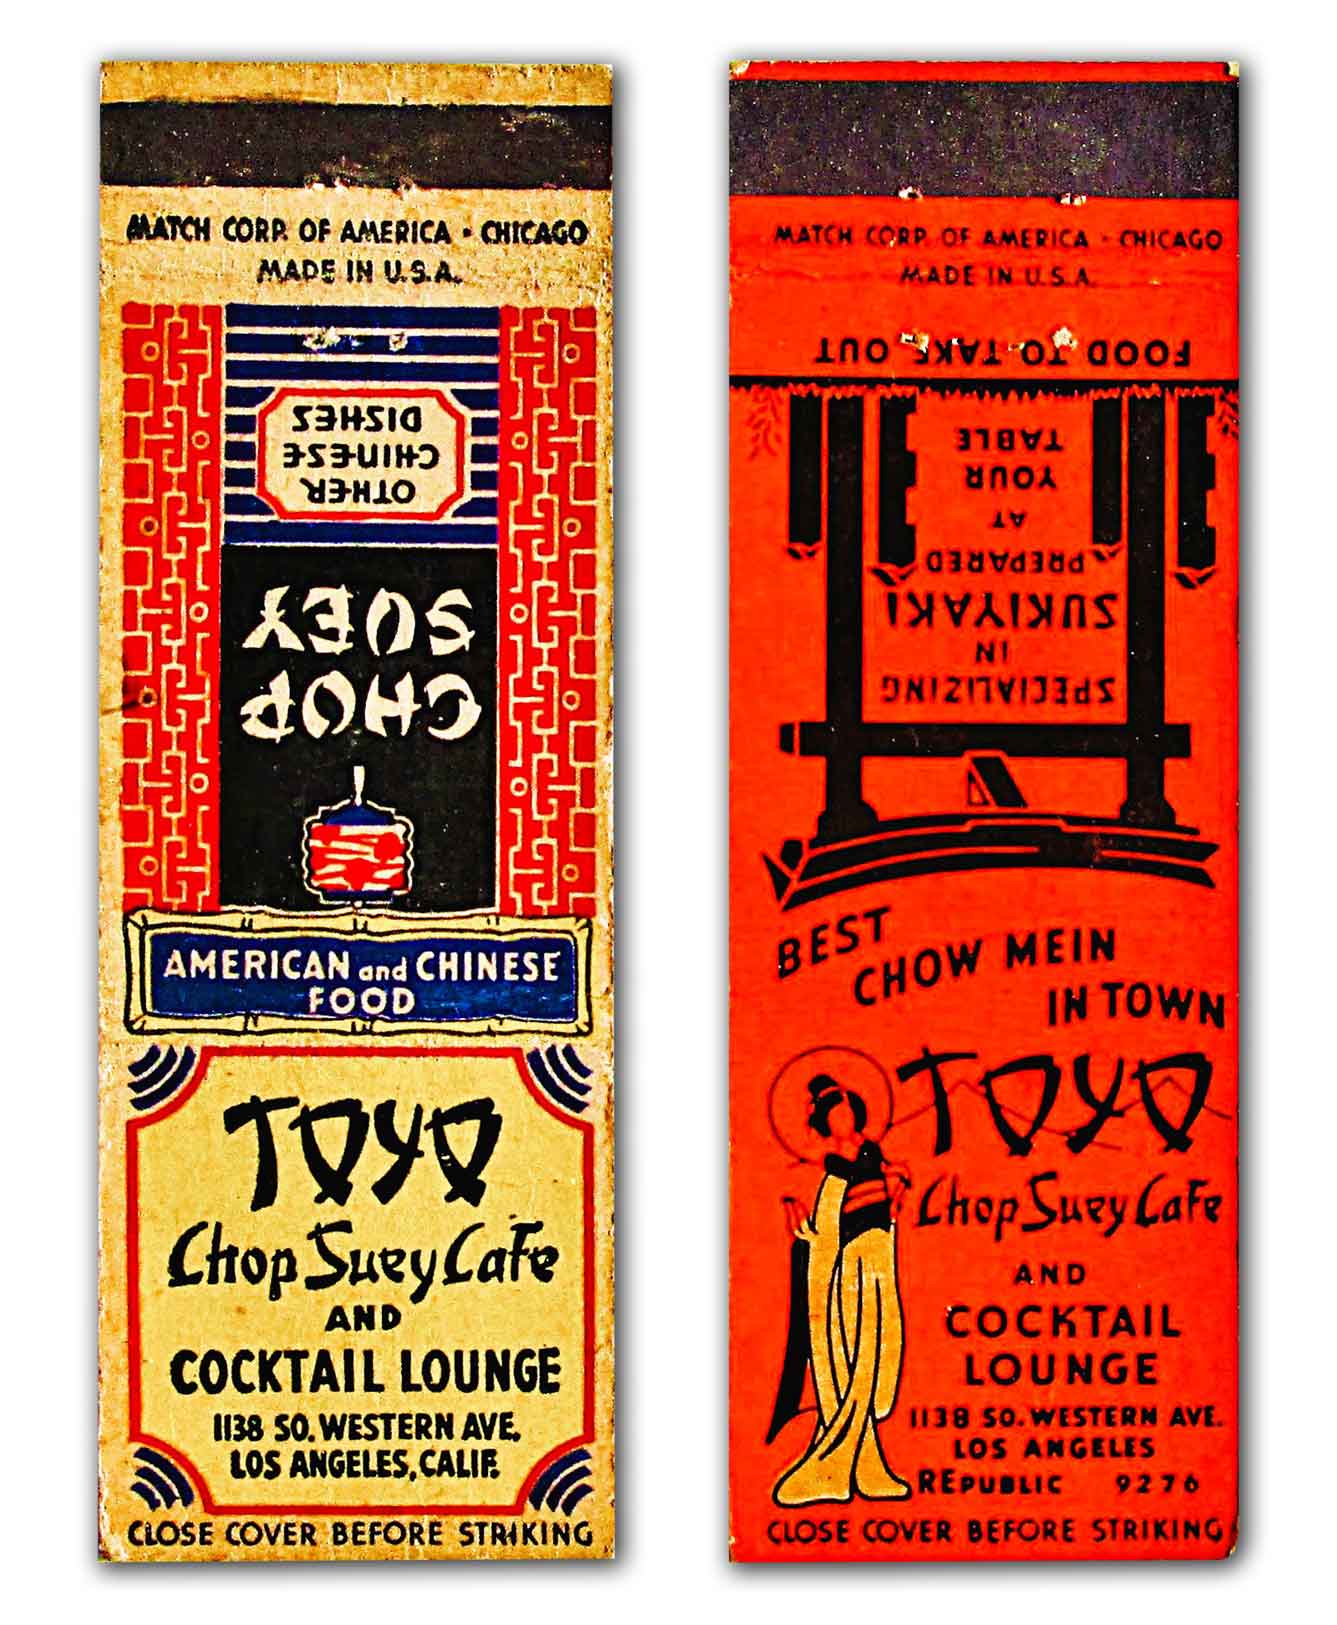 MATCH CORP. OF AMERICA • CHICAGO
MADE IN U.S.A.
CHOP
SUEY
OTHER
CHINESE
DISHES
AMERICAN and CHINESE
FOOD
TOYO
Chop Suey Cafe
AND
COCKTAIL LOUNGE
1138 SO. WESTERN AVE.
LOS ANGELES, CALIF.
CLOSE COVER BEFORE STRIKING
MATCH CORP. OF AMERICA - CHICAGO
MADE IN U.S.A.
SPECIALIZING
IN
SUKIYAKI
PREPARED
AT
YOUR
TABLE
FOOD TO TAKE OUT
BEST
CHOW MEIN
IN TOWN
TOYO
Chop Suey Cafe
AND
COCKTAIL
LOUNGE
1138 SO. WESTERN AVE.
LOS ANGELES
REPUBLIC 9276
CLOSE COVER BEFORE STRIKING